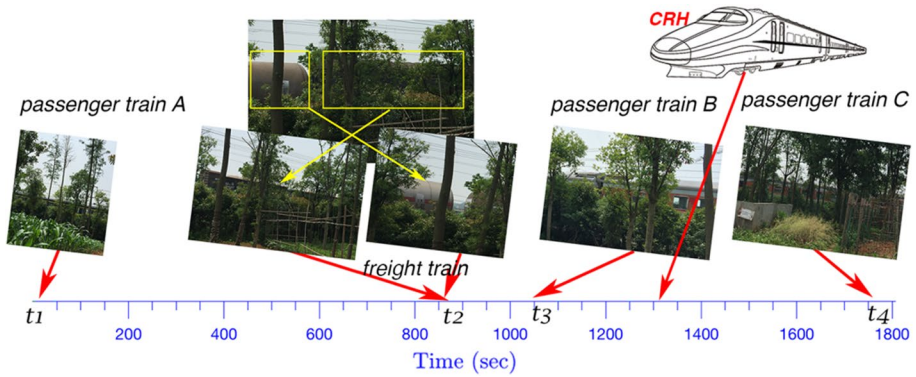 CRH
passenger train A
passenger train B
passenger train C
freight train
t1
t2
t3
t4
200
400
600
800
1000
1200
1400
1600
1800
Time (sec)